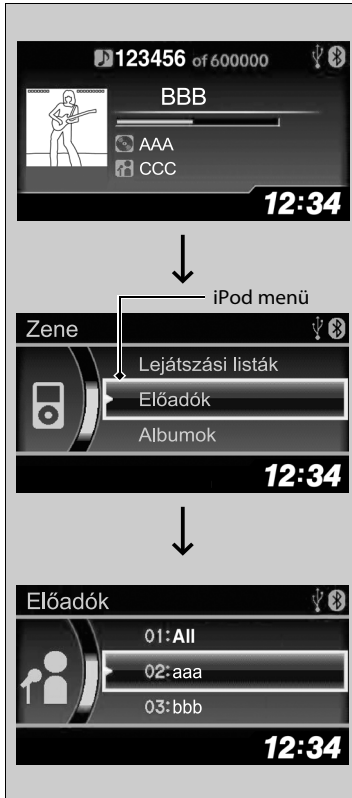 123456 of 600000
BBB
AAA
CCC
12:34
iPod menü
Zene
Lejátszási listák
Előadók
Albumok
12:34
Előadók
01:All
02:aaa
03:bbb
12:34